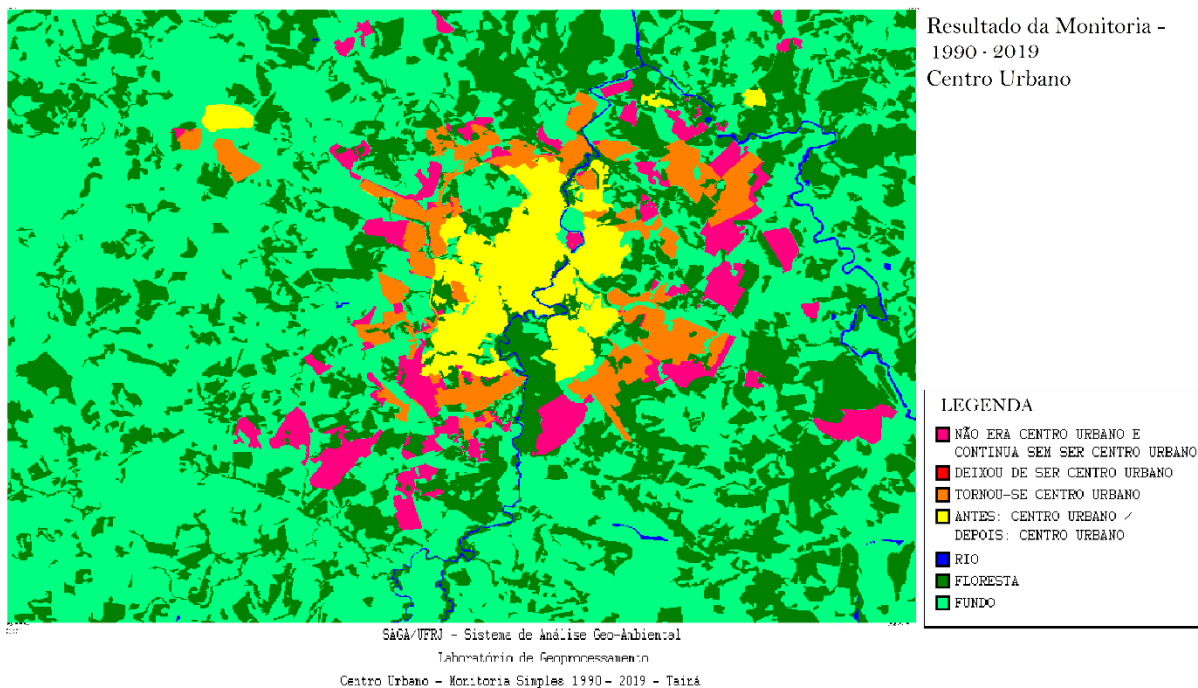 Resultado da Monitoria -
1990 - 2019
Centro Urbano
LEGENDA
NÃO ERA CENTRO URBANO E
CONTINUA SEM SER CENTRO URBANO
DEIXOU DE SER CENTRO URBANO
TORNOU-SE CENTRO URBANO
ANTES: CENTRO URBANO /
DEPOIS: CENTRO URBANO
RIO
FLORESTA
FUNDO
SAGA/UFRJ - Sistema de Análise Geo-Ambiental
Laboratório de Geoprocessamento
Centro Urbano - Monitoria Simples 1990 - 2019 - Tainá